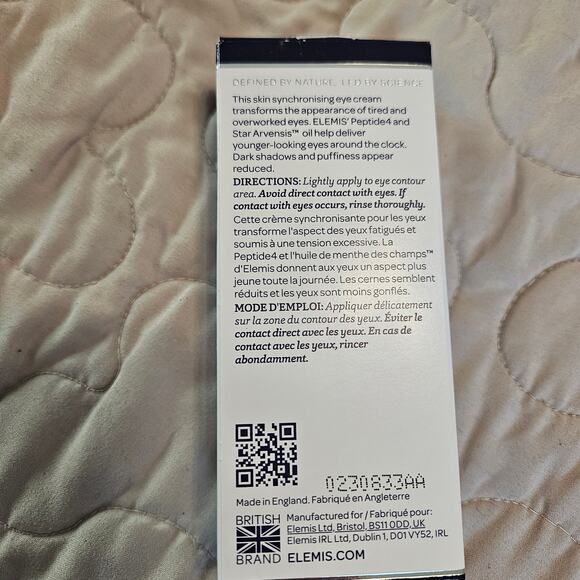 DEFINED BY NATURE. LED BY SCIENCE
This skin synchronising eye cream
transforms the appearance of tired and
overworked eyes. ELEMIS' Peptide4 and
Star Arvensis™ oil help deliver
younger-looking eyes around the clock.
Dark shadows and puffiness appear
reduced.
DIRECTIONS: Lightly apply to eye contour
area. Avoid direct contact with eyes. If
contact with eyes occurs, rinse thoroughly.
Cette crème synchronisante pour les yeux
transforme l'aspect des yeux fatigués et
soumis à une tension excessive. La
Peptide4 et l'huile de menthe des champs™
d'Elemis donnent aux yeux un aspect plus
jeune toute la journée. Les cernes semblent
réduits et les yeux sont moins gonflés.
MODE D'EMPLOI: Appliquer délicatement
sur la zone du contour des yeux. Éviter le
contact direct avec les yeux. En cas de
contact avec les yeux, rincer
abondamment.
0230833AA
Made in England. Fabriqué en Angleterre
BRITISH
BRAND
Manufactured for / Fabriqué pour:
Elemis Ltd, Bristol, BS11 0DD, UK
Elemis IRL Ltd, Dublin 1, D01 VY52, IRL
ELEMIS.COM